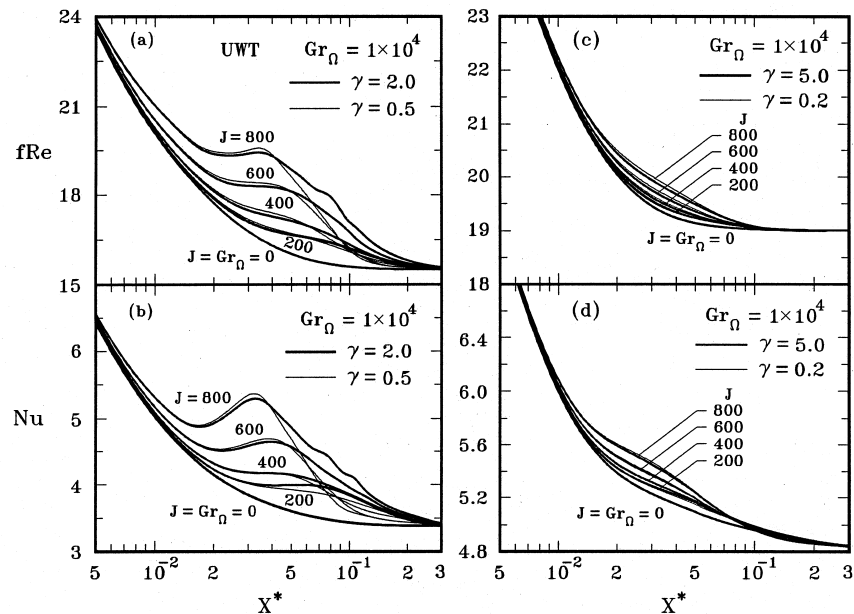 24
21
fRe
18
15
(a)
UWT
Gr_Ω = 1×10^4
γ = 2.0
γ = 0.5
J = 800
600
400
200
J = Gr_Ω = 0
23
22
21
20
19
18
(c)
Gr_Ω = 1×10^4
γ = 5.0
γ = 0.2
J
800
600
400
200
J = Gr_Ω = 0
6
5
Nu
4
3
(b)
Gr_Ω = 1×10^4
γ = 2.0
γ = 0.5
J = 800
600
400
200
J = Gr_Ω = 0
5 10^-2 2 5 10^-1 2 3
X*
6.4
6.0
5.6
5.2
4.8
(d)
Gr_Ω = 1×10^4
γ = 5.0
γ = 0.2
J
800
600
400
200
J = Gr_Ω = 0
5 10^-2 2 5 10^-1 2 3
X*